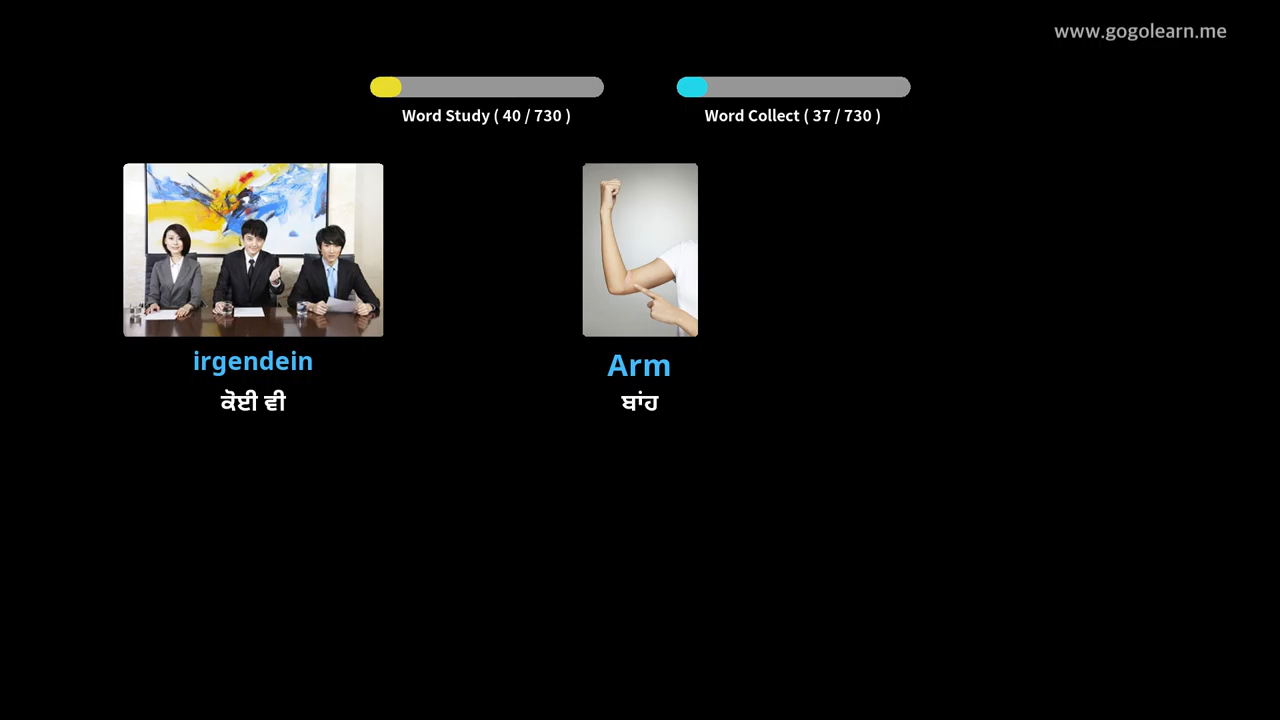 www.gogolearn.me
Word Study ( 40 / 730 )
Word Collect ( 37 / 730 )
irgendein
ਕੋਈ ਵੀ
Arm
ਬਾਂਹ